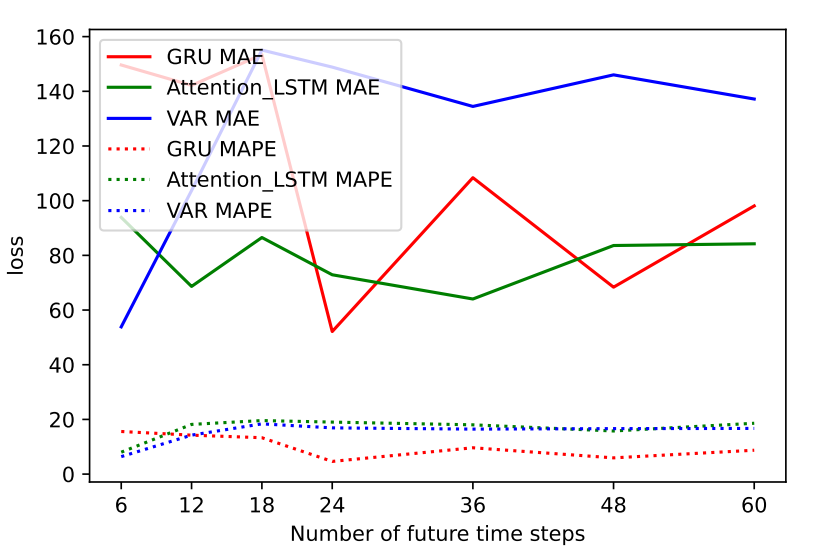 160
140
120
100
80
60
40
20
0
loss
GRU MAE
Attention_LSTM MAE
VAR MAE
GRU MAPE
Attention_LSTM MAPE
VAR MAPE
6 12 18 24 36 48 60
Number of future time steps